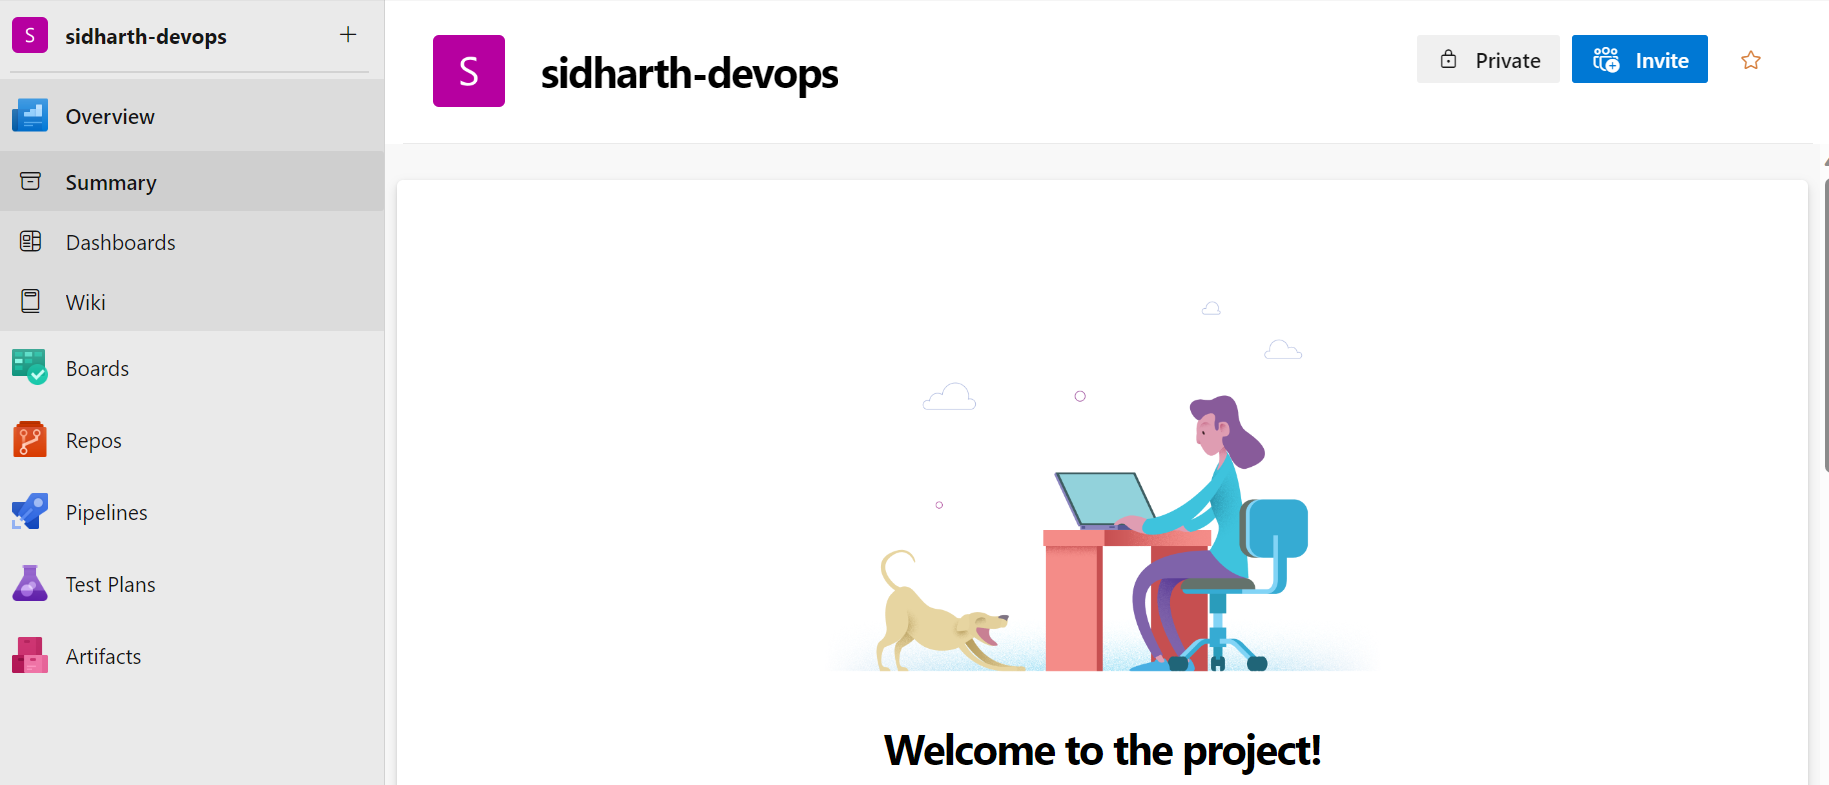 S sidharth-devops +
Overview
Summary
Dashboards
Wiki
Boards
Repos
Pipelines
Test Plans
Artifacts
S sidharth-devops
Private
Invite
Welcome to the project!